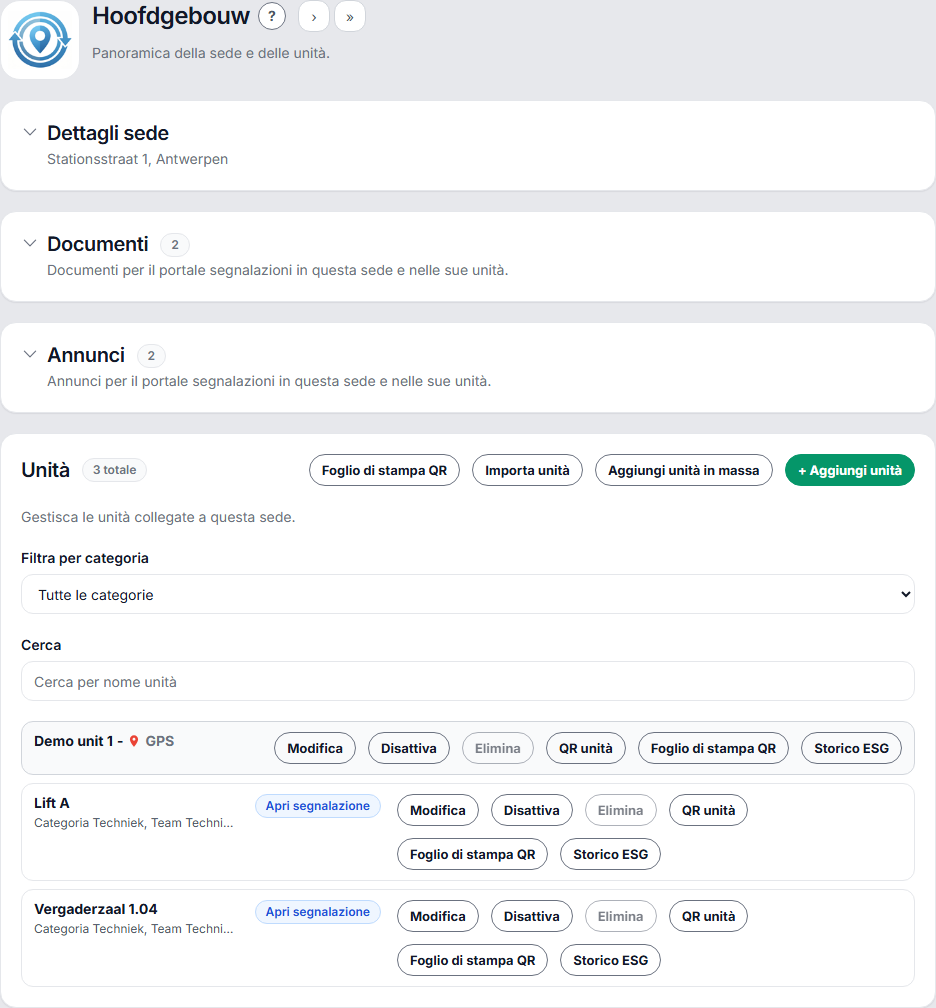 Hoofdgebouw ? › »
Panoramica della sede e delle unità.
Dettagli sede
Stationsstraat 1, Antwerpen
Documenti 2
Documenti per il portale segnalazioni in questa sede e nelle sue unità.
Annunci 2
Annunci per il portale segnalazioni in questa sede e nelle sue unità.
Unità 3 totale Foglio di stampa QR Importa unità Aggiungi unità in massa + Aggiungi unità
Gestisca le unità collegate a questa sede.
Filtra per categoria
Tutte le categorie
Cerca
Cerca per nome unità
Demo unit 1 - GPS Modifica Disattiva Elimina QR unità Foglio di stampa QR Storico ESG
Lift A Apri segnalazione Modifica Disattiva Elimina QR unità
Categoria Techniek, Team Techni...
Foglio di stampa QR Storico ESG
Vergaderzaal 1.04 Apri segnalazione Modifica Disattiva Elimina QR unità
Categoria Techniek, Team Techni...
Foglio di stampa QR Storico ESG